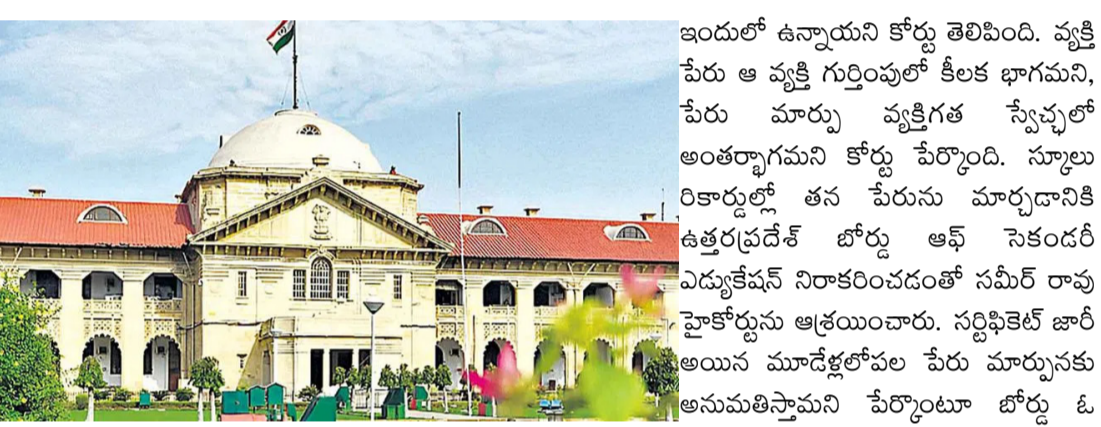 ఇందులో ఉన్నాయని కోర్టు తెలిపింది. వ్యక్తి
పేరు ఆ వ్యక్తి గుర్తింపులో కీలక భాగమని,
పేరు మార్పు వ్యక్తిగత స్వేచ్ఛలో
అంతర్భాగమని కోర్టు పేర్కొంది. స్కూలు
రికార్డుల్లో తన పేరును మార్చడానికి
ఉత్తరప్రదేశ్ బోర్డు ఆఫ్ సెకండరీ
ఎడ్యుకేషన్ నిరాకరించడంతో సమీర్ రావు
హైకోర్టును ఆశ్రయించారు. సర్టిఫికెట్ జారీ
అయిన మూడేళ్లలోపల పేరు మార్పునకు
అనుమతిస్తామని పేర్కొంటూ బోర్డు ఓ